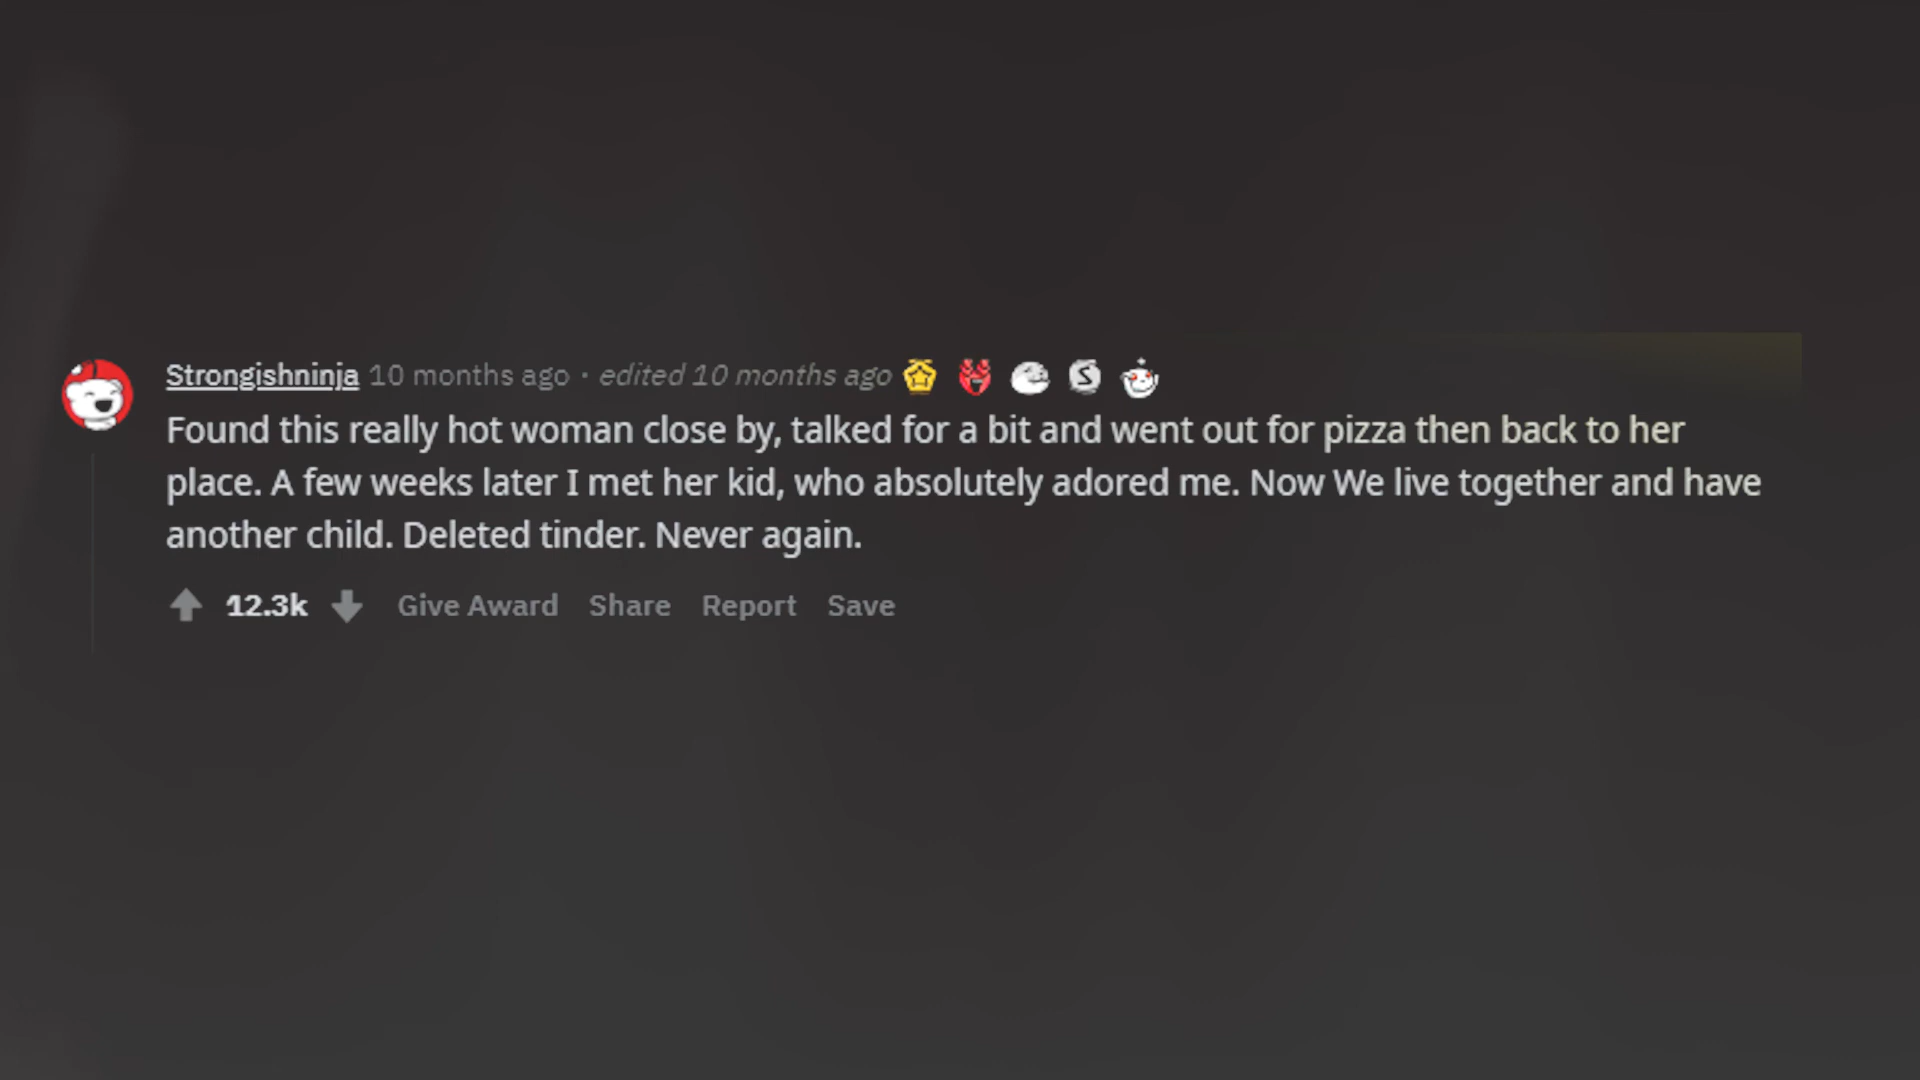 Strongishninja 10 months ago · edited 10 months ago
Found this really hot woman close by, talked for a bit and went out for pizza then back to her
place. A few weeks later I met her kid, who absolutely adored me. Now We live together and have
another child. Deleted tinder. Never again.
12.3k Give Award Share Report Save